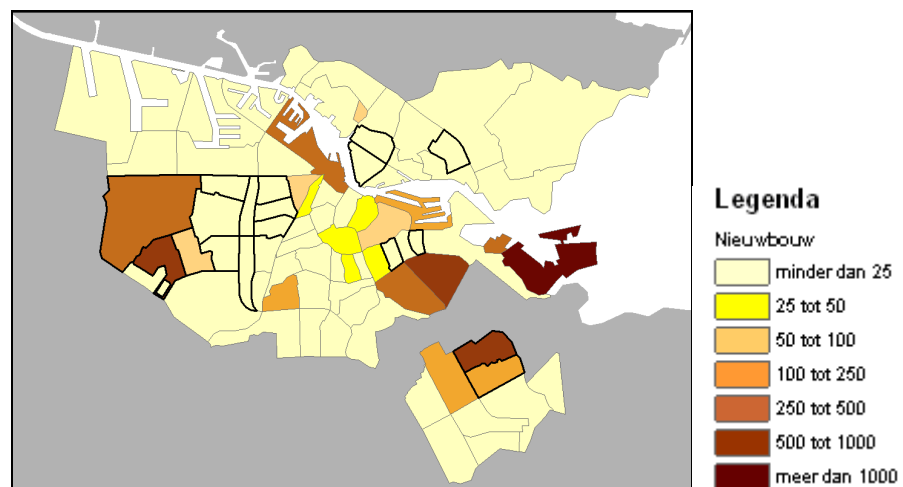 Legenda
Nieuwbouw
minder dan 25
25 tot 50
50 tot 100
100 tot 250
250 tot 500
500 tot 1000
meer dan 1000